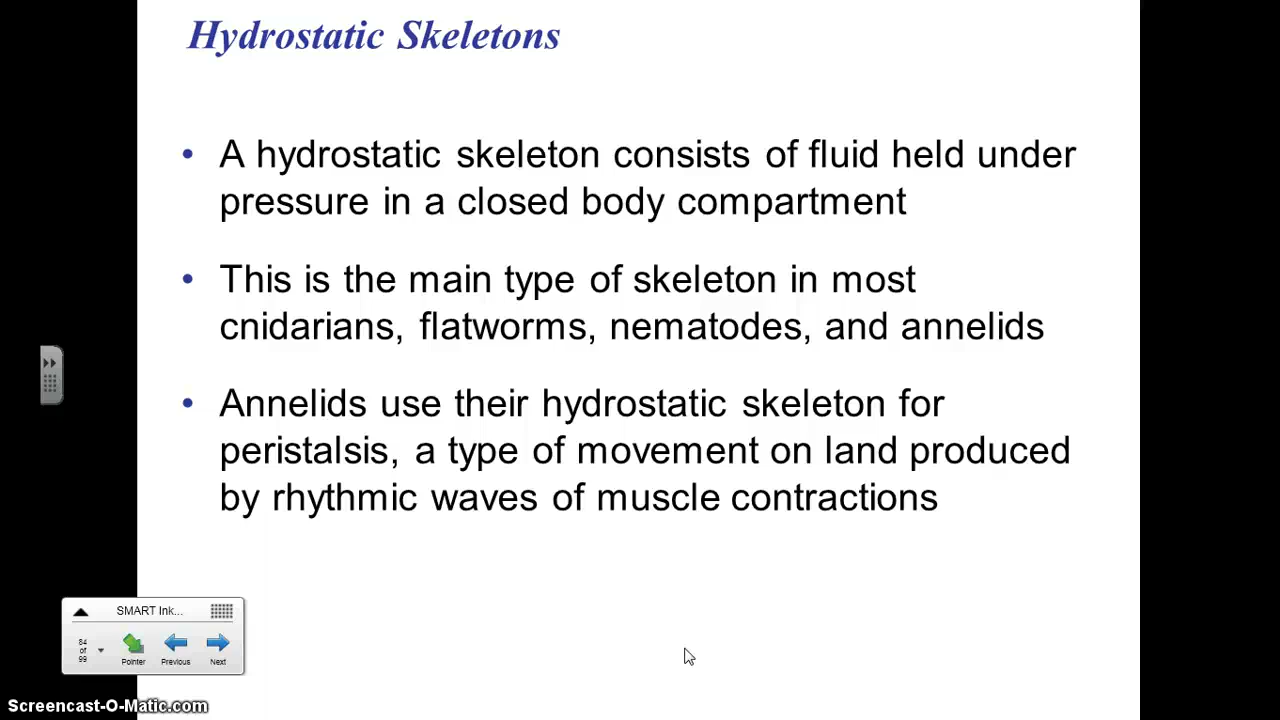 Hydrostatic Skeletons
• A hydrostatic skeleton consists of fluid held under
pressure in a closed body compartment
• This is the main type of skeleton in most
cnidarians, flatworms, nematodes, and annelids
• Annelids use their hydrostatic skeleton for
peristalsis, a type of movement on land produced
by rhythmic waves of muscle contractions
SMART Ink...
84
of
99
Pointer Previous Next
Screencast-O-Matic.com